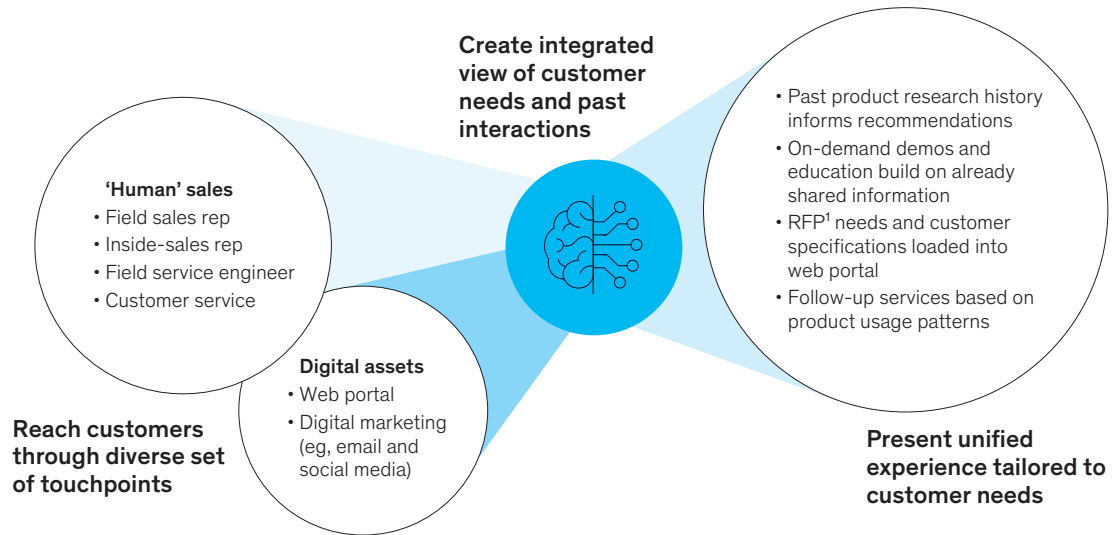 Create integrated
view of customer
needs and past
interactions
‘Human’ sales
• Field sales rep
• Inside-sales rep
• Field service engineer
• Customer service
Digital assets
• Web portal
• Digital marketing
(eg, email and
social media)
Reach customers
through diverse set
of touchpoints
• Past product research history
informs recommendations
• On-demand demos and
education build on already
shared information
• RFP¹ needs and customer
specifications loaded into
web portal
• Follow-up services based on
product usage patterns
Present unified
experience tailored to
customer needs